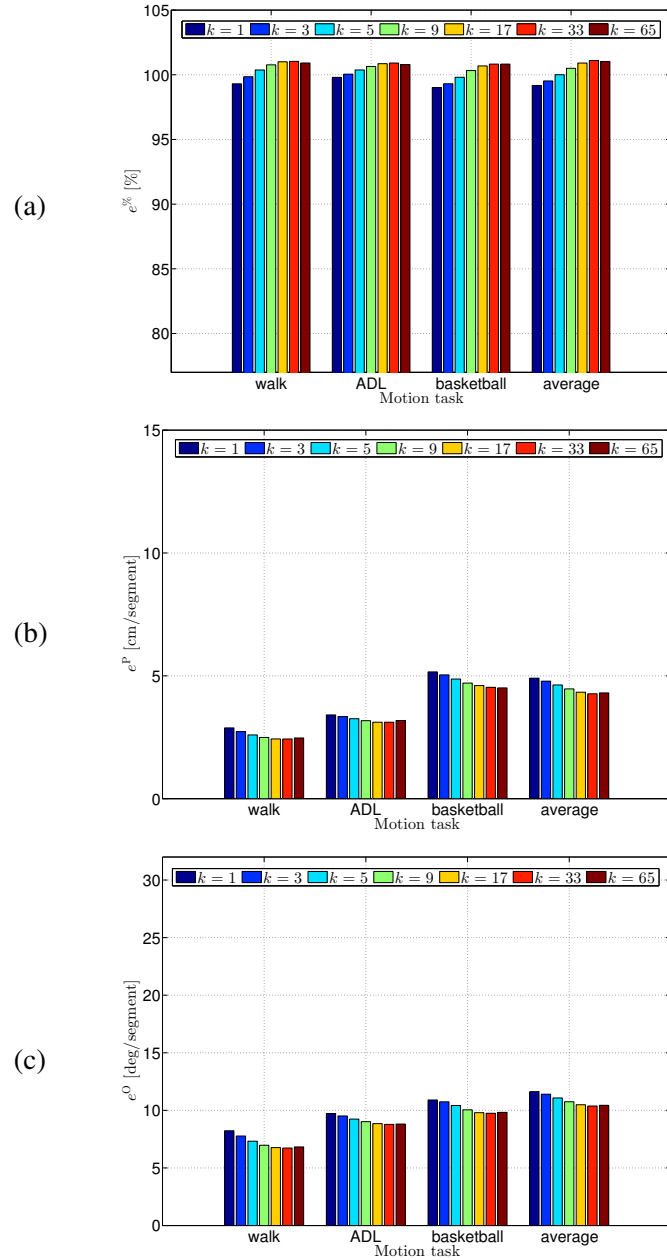 105
k = 1 k = 3 k = 5 k = 9 k = 17 k = 33 k = 65
100
95
90
85
80
e% [%]
(a)
walk ADL basketball average
Motion task
15
k = 1 k = 3 k = 5 k = 9 k = 17 k = 33 k = 65
10
5
0
eP [cm/segment]
(b)
walk ADL basketball average
Motion task
30
k = 1 k = 3 k = 5 k = 9 k = 17 k = 33 k = 65
25
20
15
10
5
0
eO [deg/segment]
(c)
walk ADL basketball average
Motion task